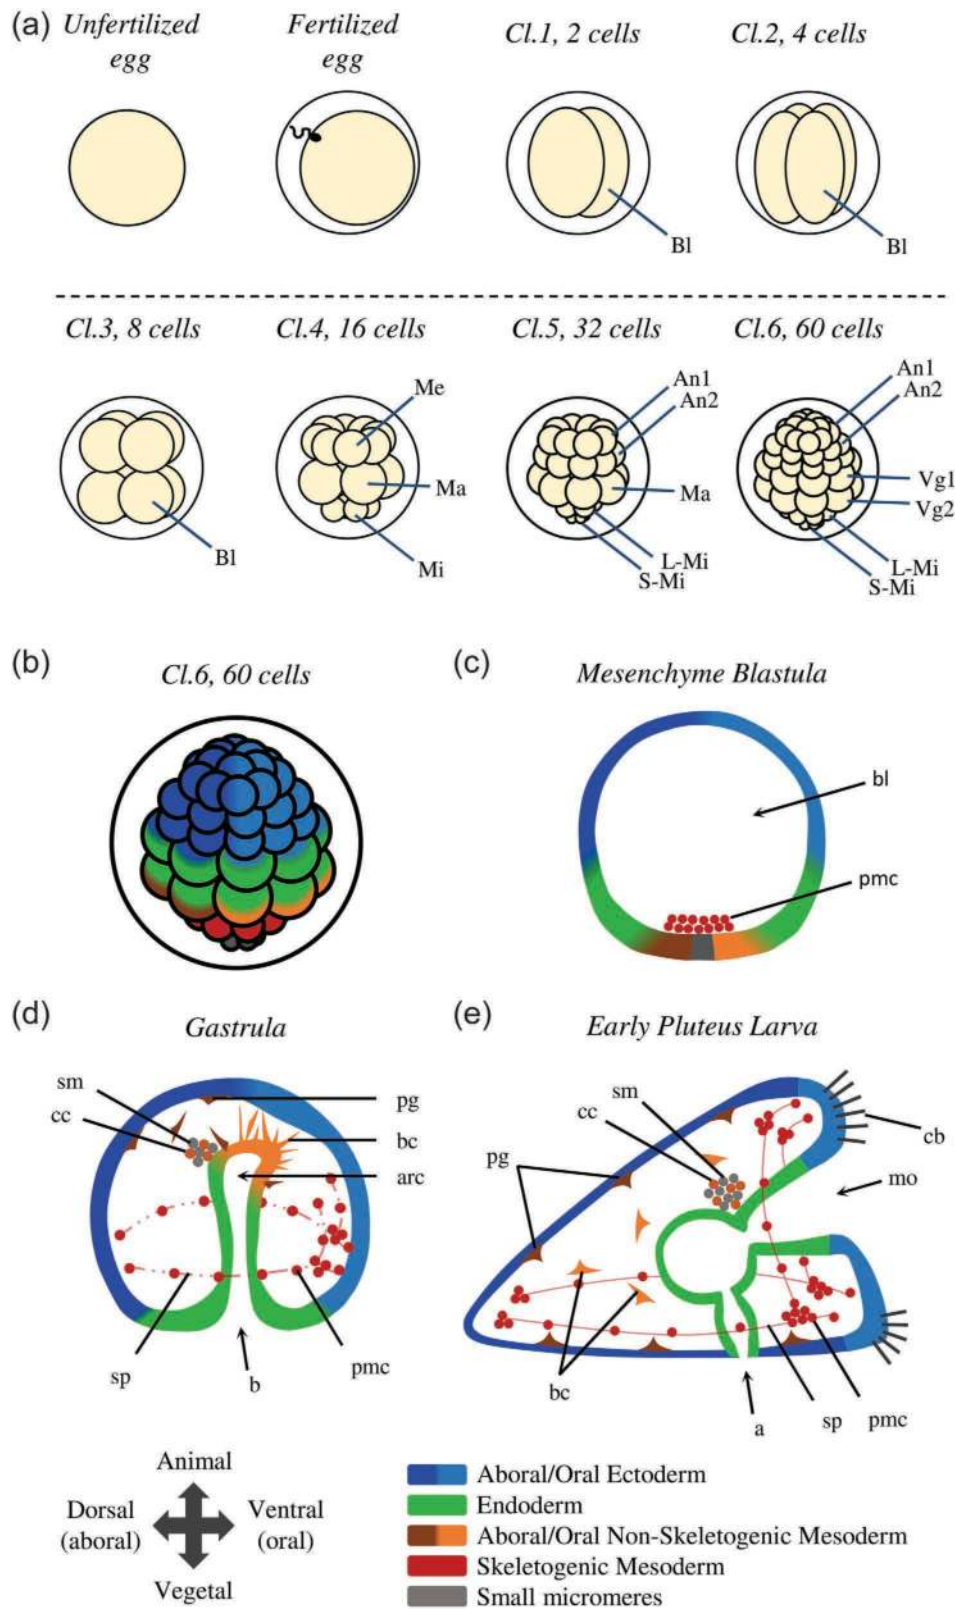 (a)
Unfertilized
egg
Fertilized
egg
Cl.1, 2 cells
Cl.2, 4 cells
Bl
Bl
Cl.3, 8 cells
Cl.4, 16 cells
Cl.5, 32 cells
Cl.6, 60 cells
Bl
Me
Ma
Mi
An1
An2
Ma
L-Mi
S-Mi
An1
An2
Vg1
Vg2
L-Mi
S-Mi
(b)
Cl.6, 60 cells
(c)
Mesenchyme Blastula
bl
pmc
(d)
Gastrula
sm
cc
pg
bc
arc
sp
b
pmc
(e)
Early Pluteus Larva
sm
cc
pg
cb
mo
bc
a
sp
pmc
Animal
Dorsal
(aboral)
Ventral
(oral)
Vegetal
Aboral/Oral Ectoderm
Endoderm
Aboral/Oral Non-Skeletogenic Mesoderm
Skeletogenic Mesoderm
Small micromeres